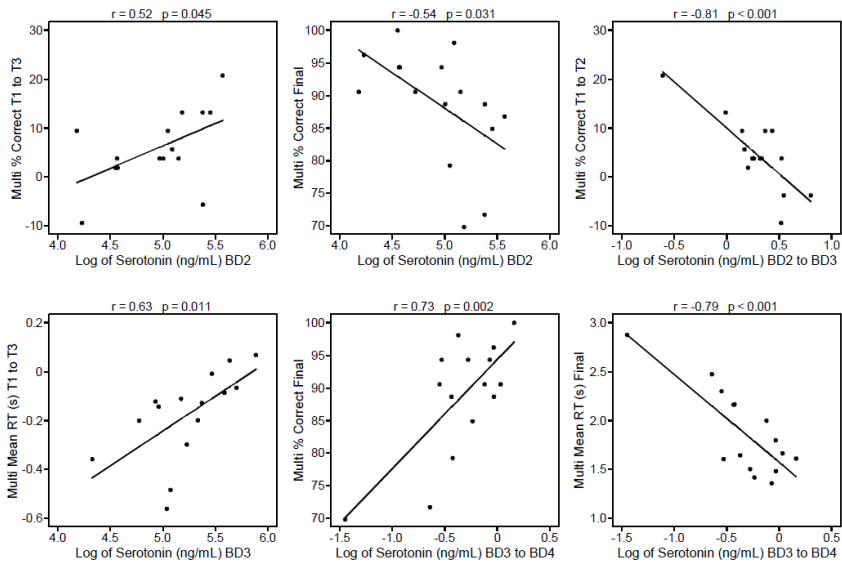 r = 0.52 p = 0.045
Multi % Correct T1 to T3
30
20
10
0
-10
4.0 4.5 5.0 5.5 6.0
Log of Serotonin (ng/mL) BD2
r = -0.54 p = 0.031
Multi % Correct Final
100
95
90
85
80
75
70
4.0 4.5 5.0 5.5 6.0
Log of Serotonin (ng/mL) BD2
r = -0.81 p < 0.001
Multi % Correct T1 to T2
30
20
10
0
-10
-1.0 -0.5 0 0.5 1.0
Log of Serotonin (ng/mL) BD2 to BD3
r = 0.63 p = 0.011
Multi Mean RT (s) T1 to T3
0.2
0
-0.2
-0.4
-0.6
4.0 4.5 5.0 5.5 6.0
Log of Serotonin (ng/mL) BD3
r = 0.73 p = 0.002
Multi % Correct Final
100
95
90
85
80
75
70
-1.5 -1.0 -0.5 0 0.5
Log of Serotonin (ng/mL) BD3 to BD4
r = -0.79 p < 0.001
Multi Mean RT (s) Final
3.0
2.5
2.0
1.5
1.0
-1.5 -1.0 -0.5 0 0.5
Log of Serotonin (ng/mL) BD3 to BD4